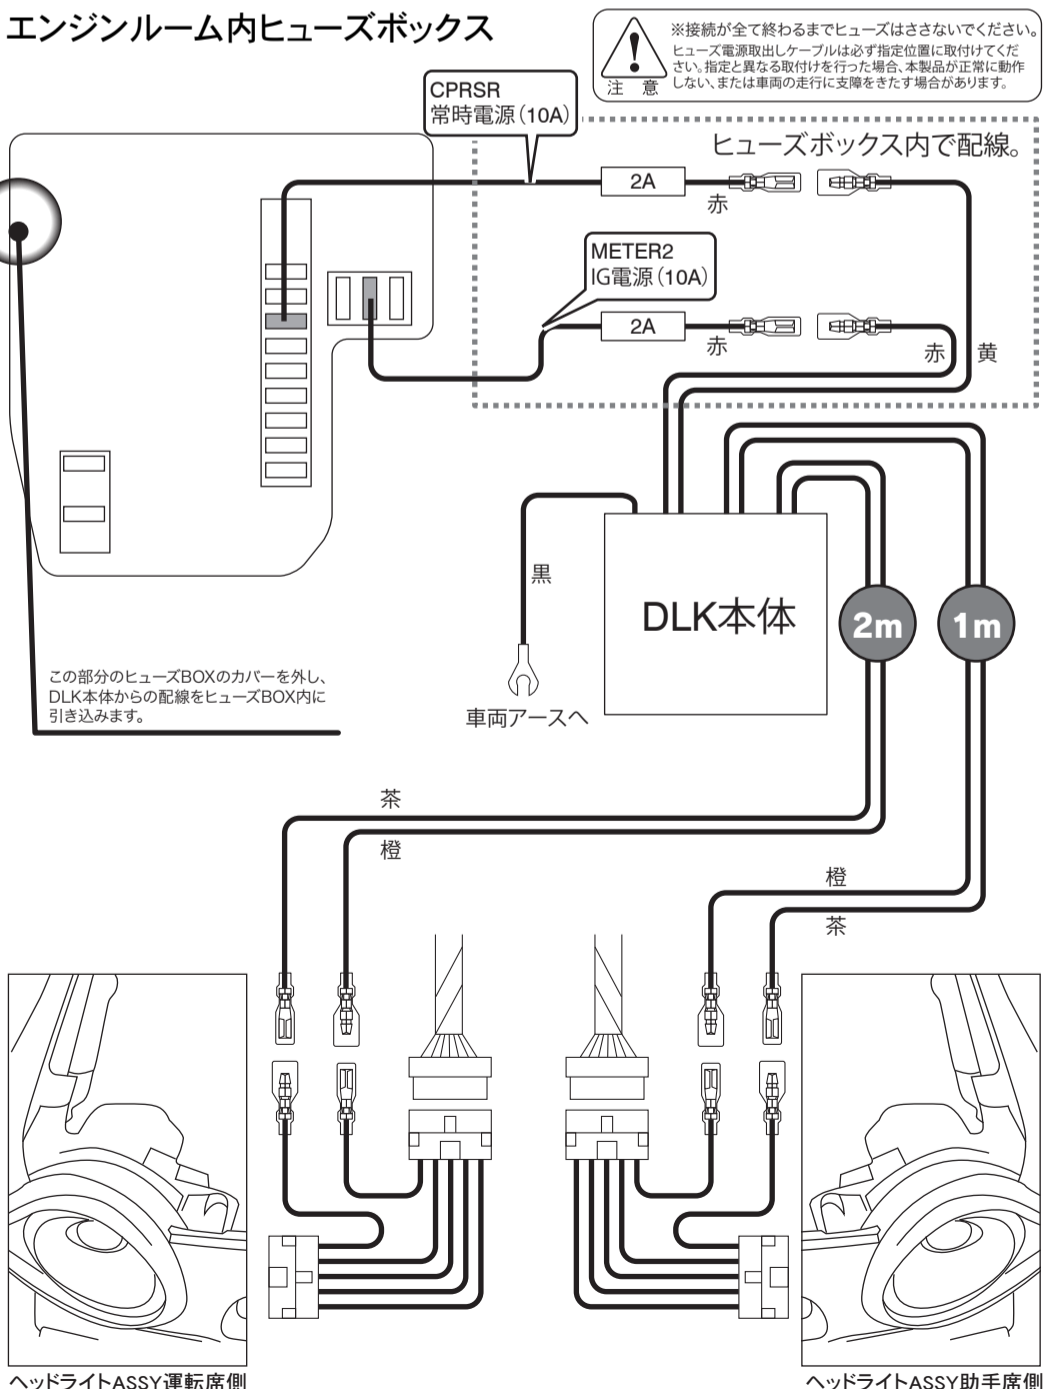 エンジンルーム内ヒューズボックス
※接続が全て終わるまでヒューズはささないでください。
ヒューズ電源取出しケーブルは必ず指定位置に取付けてくだ
さい。指定と異なる取付けを行った場合、本製品が正常に動作
しない、または車両の走行に支障をきたす場合があります。
注 意
CPRSR
常時電源(10A)
ヒューズボックス内で配線。
2A
赤
METER2
IG電源(10A)
2A
赤
赤
黄
黒
DLK本体
2m
1m
この部分のヒューズBOXのカバーを外し、
DLK本体からの配線をヒューズBOX内に
引き込みます。
車両アースへ
茶
橙
橙
茶
ヘッドライトASSY運転席側
ヘッドライトASSY助手席側